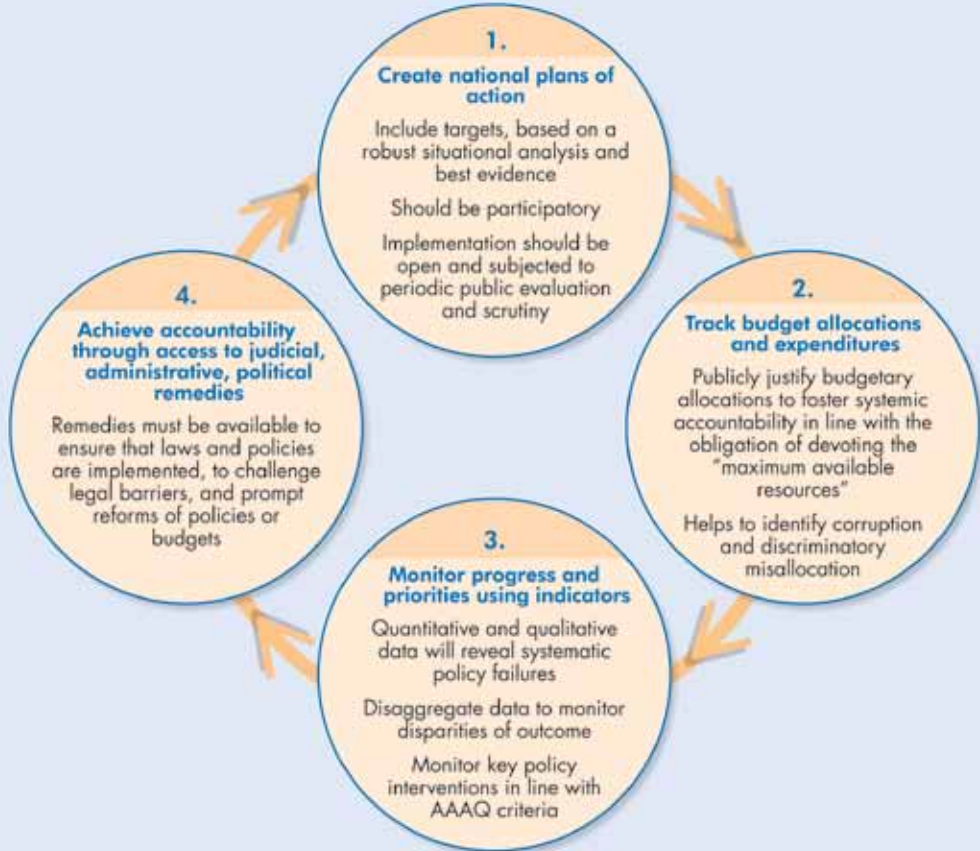 1.
Create national plans of
action
Include targets, based on a
robust situational analysis and
best evidence
Should be participatory
Implementation should be
open and subjected to
periodic public evaluation
and scrutiny
2.
Track budget allocations
and expenditures
Publicly justify budgetary
allocations to foster systemic
accountability in line with the
obligation of devoting the
"maximum available
resources"
Helps to identify corruption
and discriminatory
misallocation
3.
Monitor progress and
priorities using indicators
Quantitative and qualitative
data will reveal systematic
policy failures
Disaggregate data to monitor
disparities of outcome
Monitor key policy
interventions in line with
AAAQ criteria
4.
Achieve accountability
through access to judicial,
administrative, political
remedies
Remedies must be available to
ensure that laws and policies
are implemented, to challenge
legal barriers, and prompt
reforms of policies or
budgets